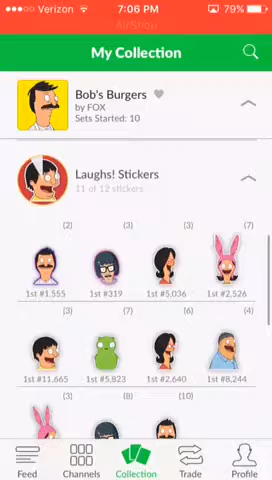 Verizon 7:06 PM 79%
AirShou
My Collection
Bob's Burgers
by FOX
Sets Started: 10
Laughs! Stickers
11 of 12 stickers
(2) (3) (3) (7)
1st #1,555 1st #319 1st #5,036 1st #2,526
(3) (7) (6) (4)
1st #11,665 1st #5,823 1st #2,640 1st #8,244
(3) (8) (10)
Feed Channels Collection Trade Profile